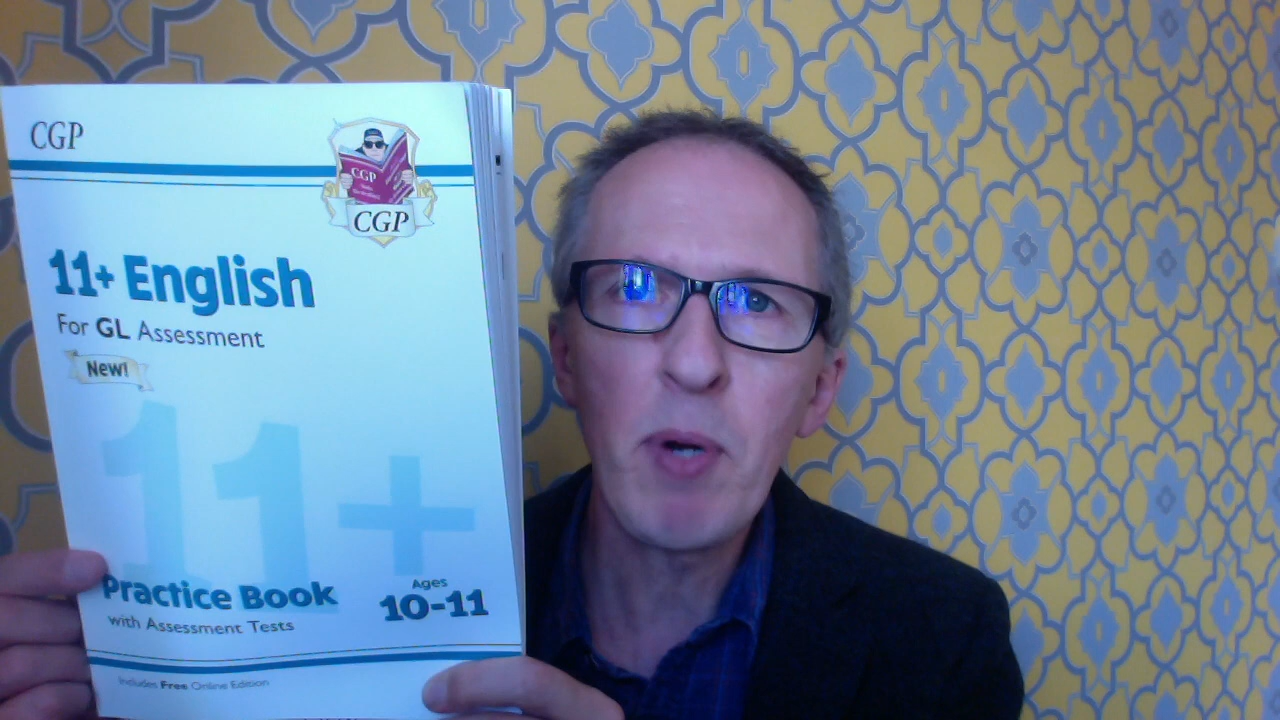 CGP
CGP
CGP
11+ English
For GL Assessment
New!
11+
Practice Book
with Assessment Tests
Ages
10-11
Includes Free Online Edition